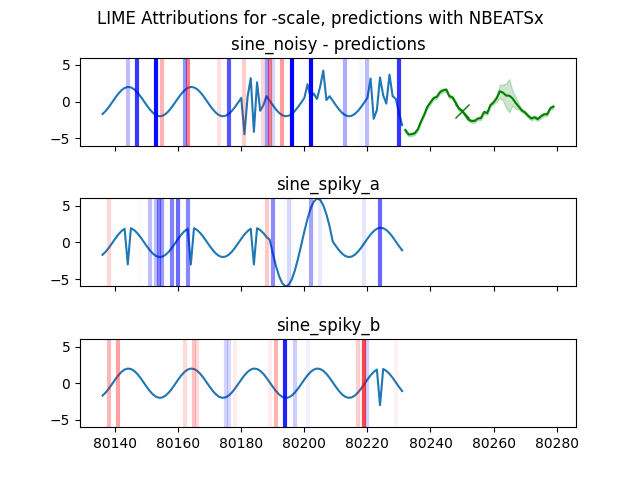 LIME Attributions for -scale, predictions with NBEATSx
sine_noisy - predictions
5
0
−5
sine_spiky_a
5
0
−5
sine_spiky_b
5
0
−5
80140 80160 80180 80200 80220 80240 80260 80280